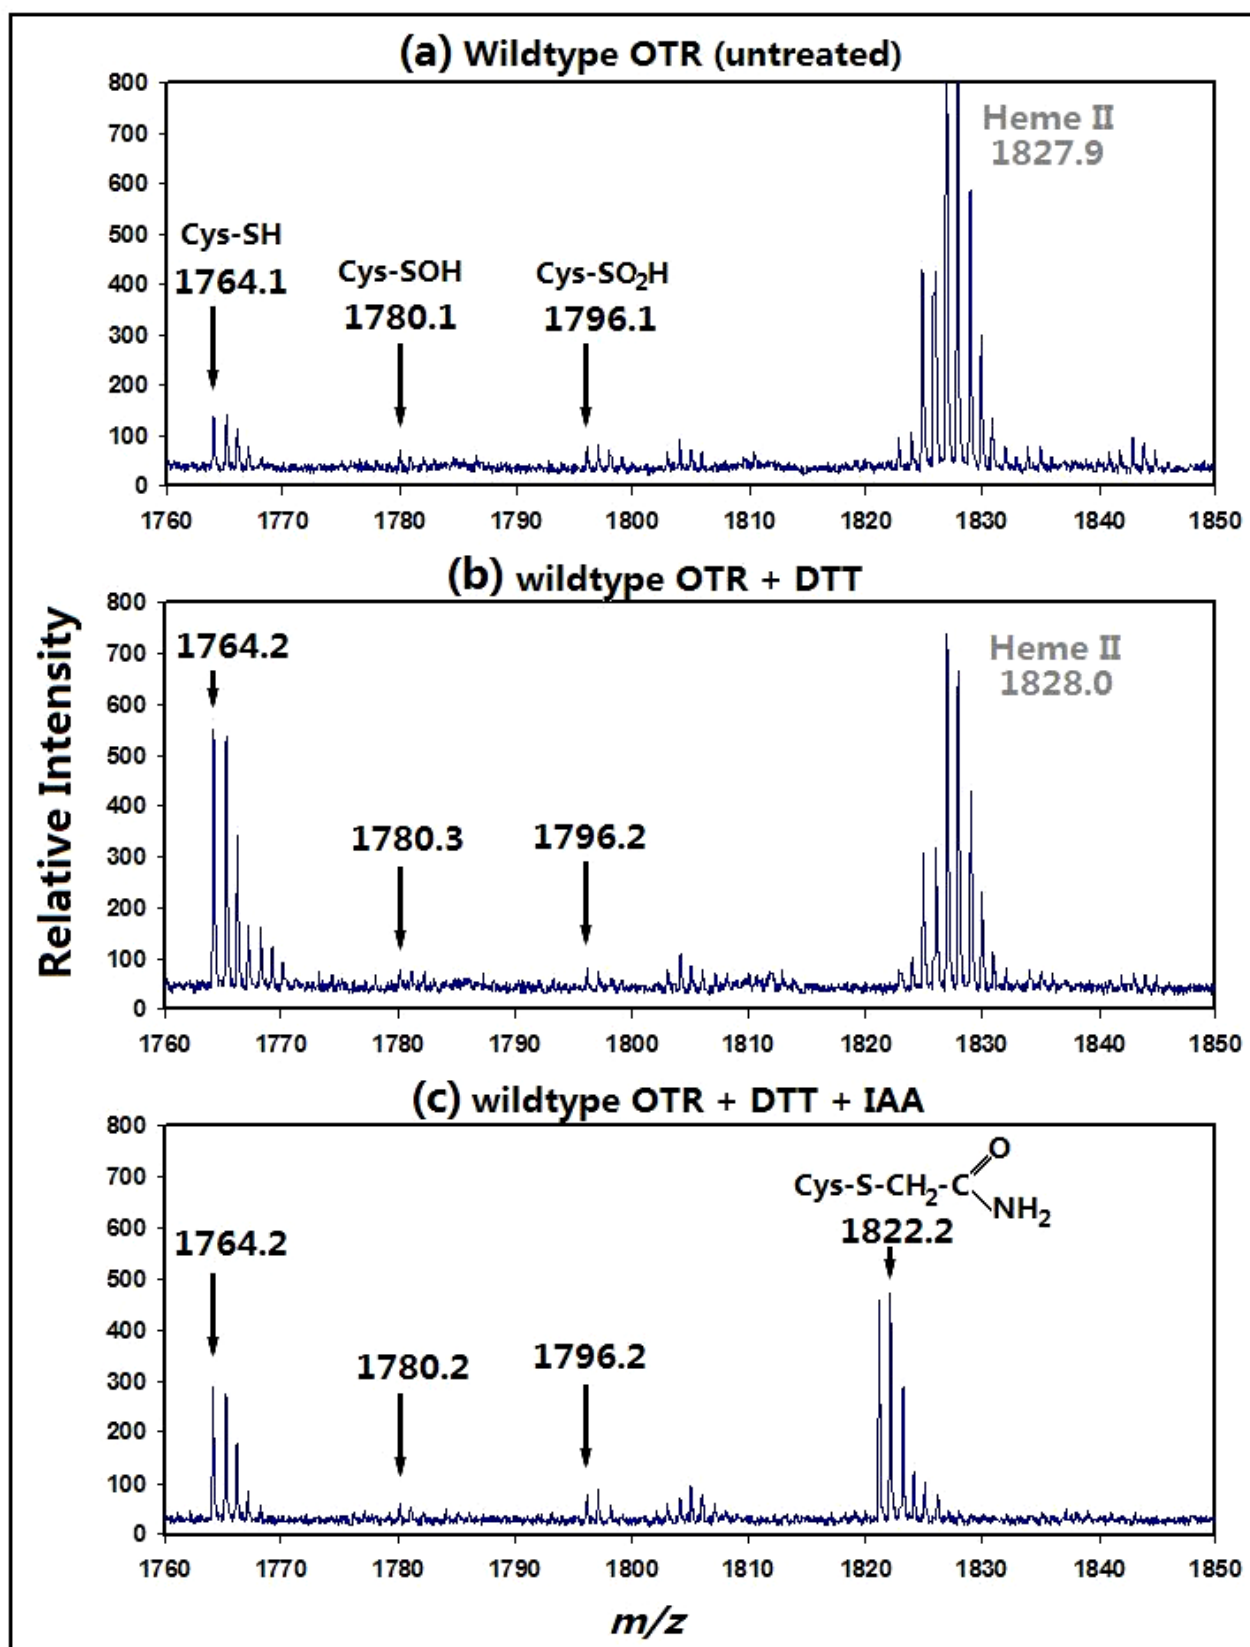 (a) Wildtype OTR (untreated)
800
700
600
500
400
300
200
100
0
Heme II
1827.9
Cys-SH
1764.1
Cys-SOH
1780.1
Cys-SO2H
1796.1
1760 1770 1780 1790 1800 1810 1820 1830 1840 1850
(b) wildtype OTR + DTT
800
700
600
500
400
300
200
100
0
1764.2
Heme II
1828.0
1780.3
1796.2
1760 1770 1780 1790 1800 1810 1820 1830 1840 1850
Relative Intensity
(c) wildtype OTR + DTT + IAA
800
700
600
500
400
300
200
100
0
O
Cys-S-CH2-C
NH2
1822.2
1764.2
1780.2
1796.2
1760 1770 1780 1790 1800 1810 1820 1830 1840 1850
m/z